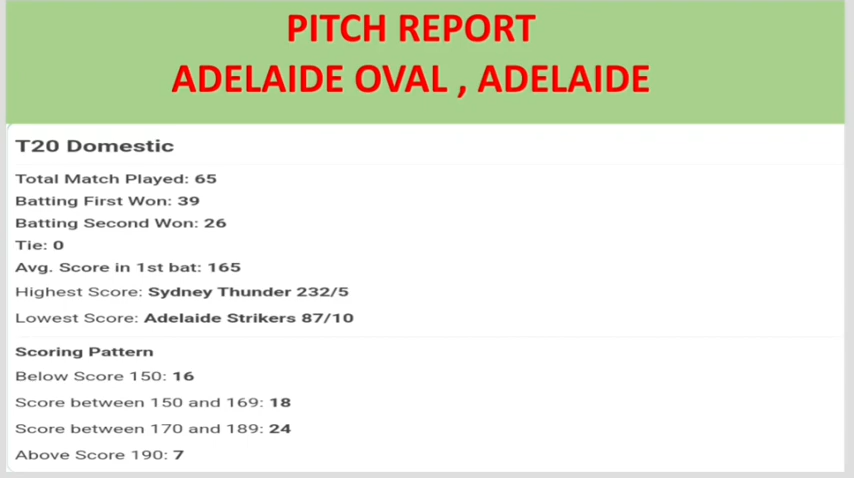 PITCH REPORT
ADELAIDE OVAL , ADELAIDE
T20 Domestic
Total Match Played: 65
Batting First Won: 39
Batting Second Won: 26
Tie: 0
Avg. Score in 1st bat: 165
Highest Score: Sydney Thunder 232/5
Lowest Score: Adelaide Strikers 87/10
Scoring Pattern
Below Score 150: 16
Score between 150 and 169: 18
Score between 170 and 189: 24
Above Score 190: 7